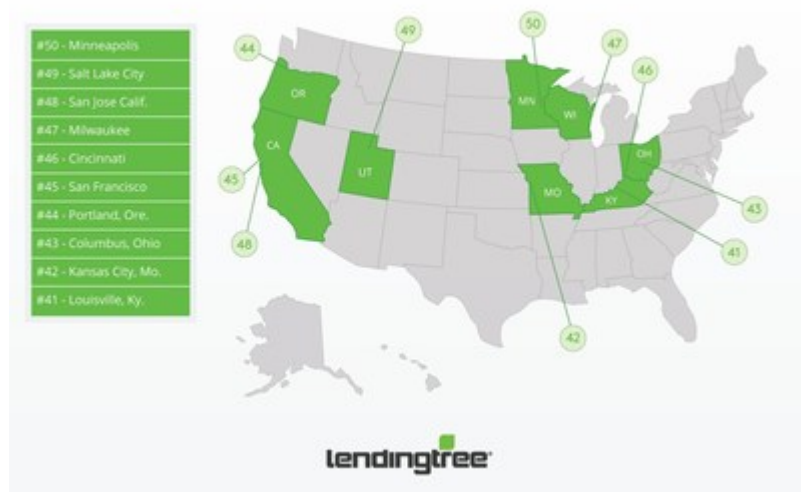 #50 - Minneapolis
#49 - Salt Lake City
#48 - San Jose Calif.
#47 - Milwaukee
#46 - Cincinnati
#45 - San Francisco
#44 - Portland, Ore.
#43 - Columbus, Ohio
#42 - Kansas City, Mo.
#41 - Louisville, Ky.
44
49
50
47
46
OR
MN
WI
CA
OH
UT
MO
KY
45
43
48
41
42
lendingtree